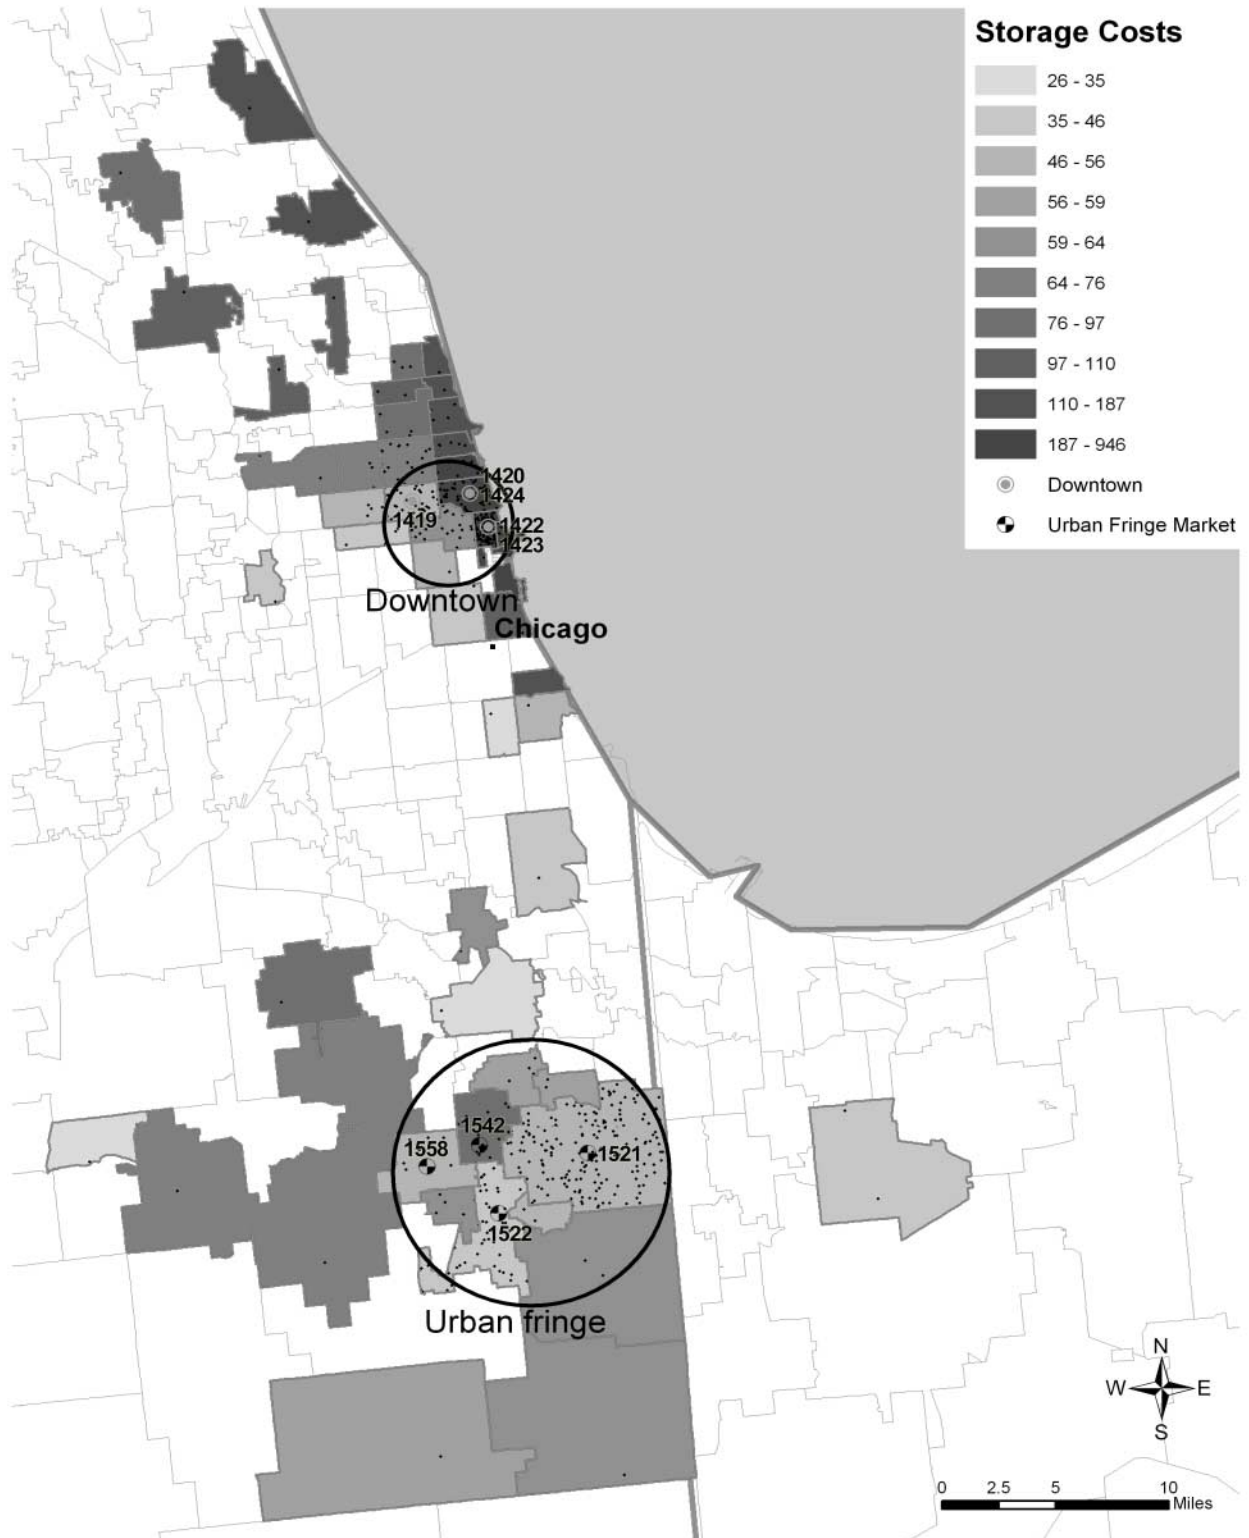 Storage Costs
26 - 35
35 - 46
46 - 56
56 - 59
59 - 64
64 - 76
76 - 97
97 - 110
110 - 187
187 - 946
Downtown
Urban Fringe Market
1420
1424
1419
1422
1423
Downtown
Chicago
1542
1558
1521
1522
Urban fringe
N
W E
S
0 2.5 5 10
Miles